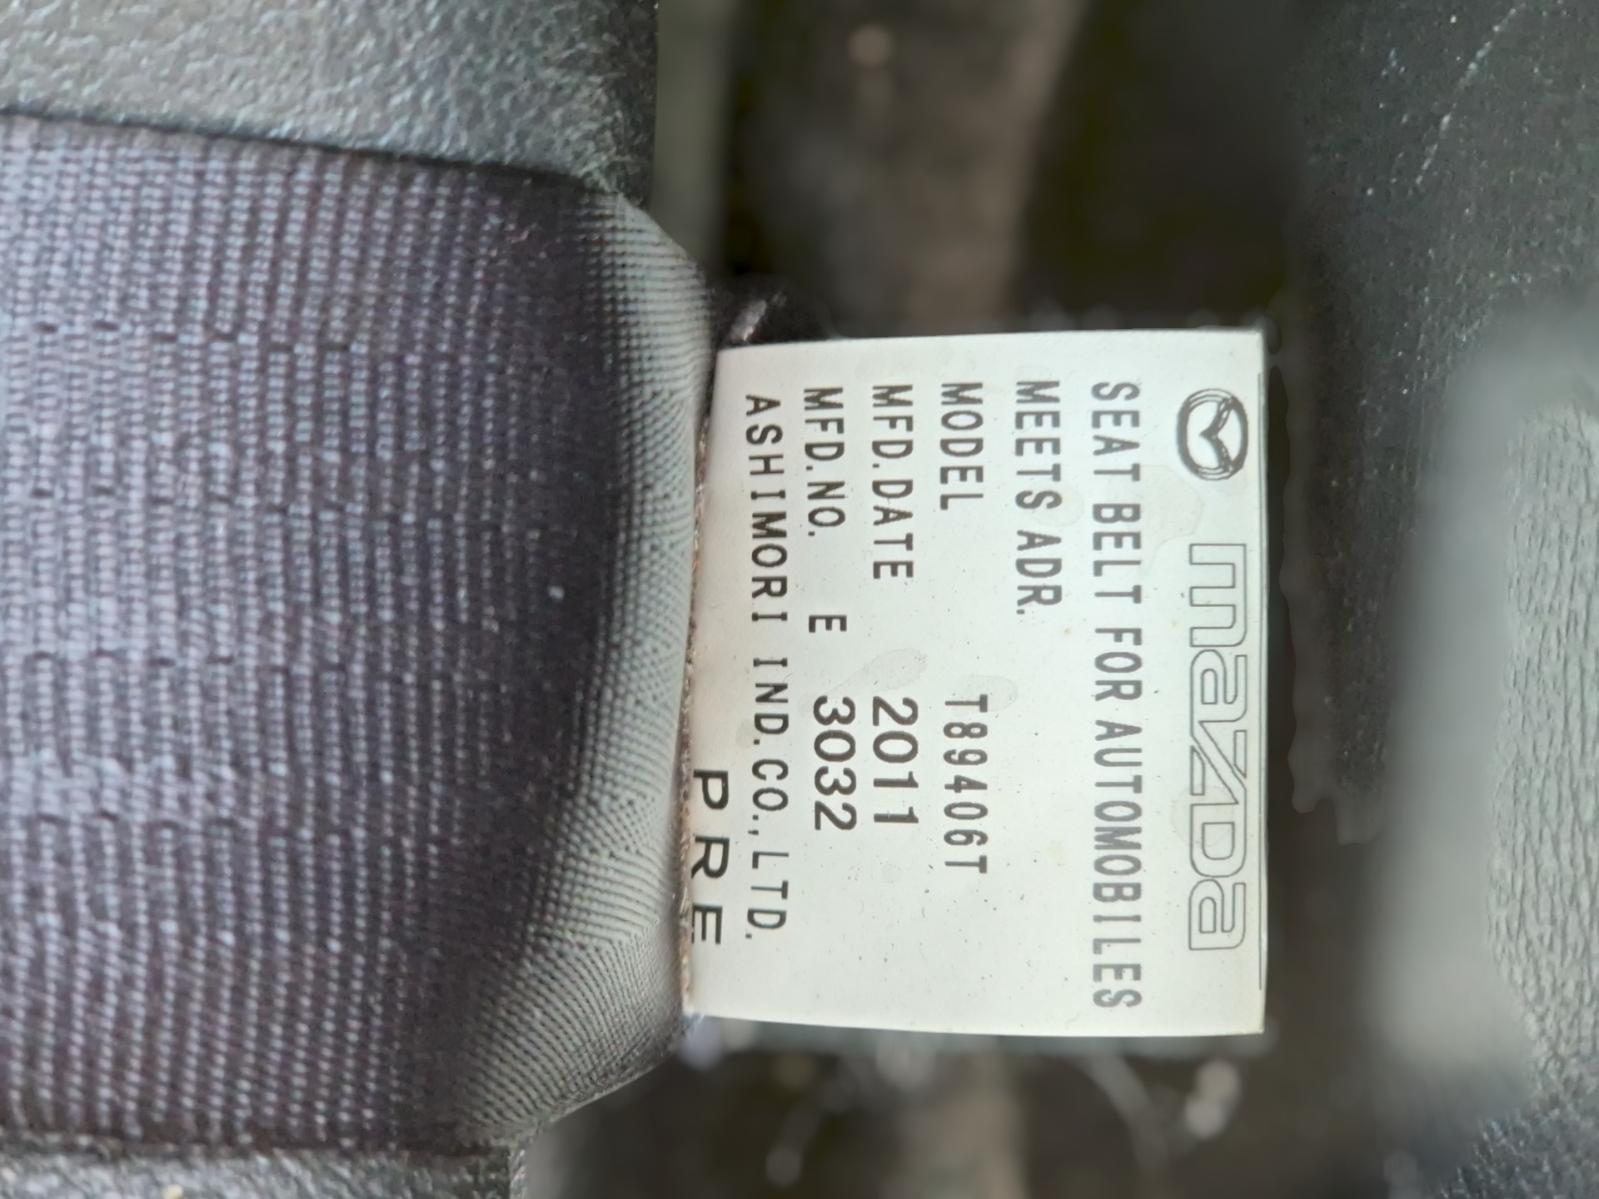 mazda
SEAT BELT FOR AUTOMOBILES
MEETS ADR.
MODEL T89406T
MFD.DATE 2011
MFD.NO. E 3032
ASHIMORI IND.CO.,LTD.
PRE